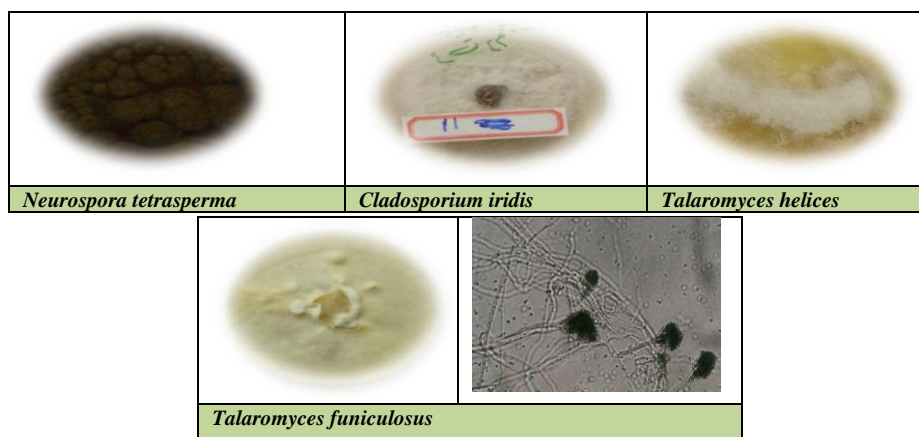 11
Neurospora tetrasperma
Cladosporium iridis
Talaromyces helices
Talaromyces funiculosus